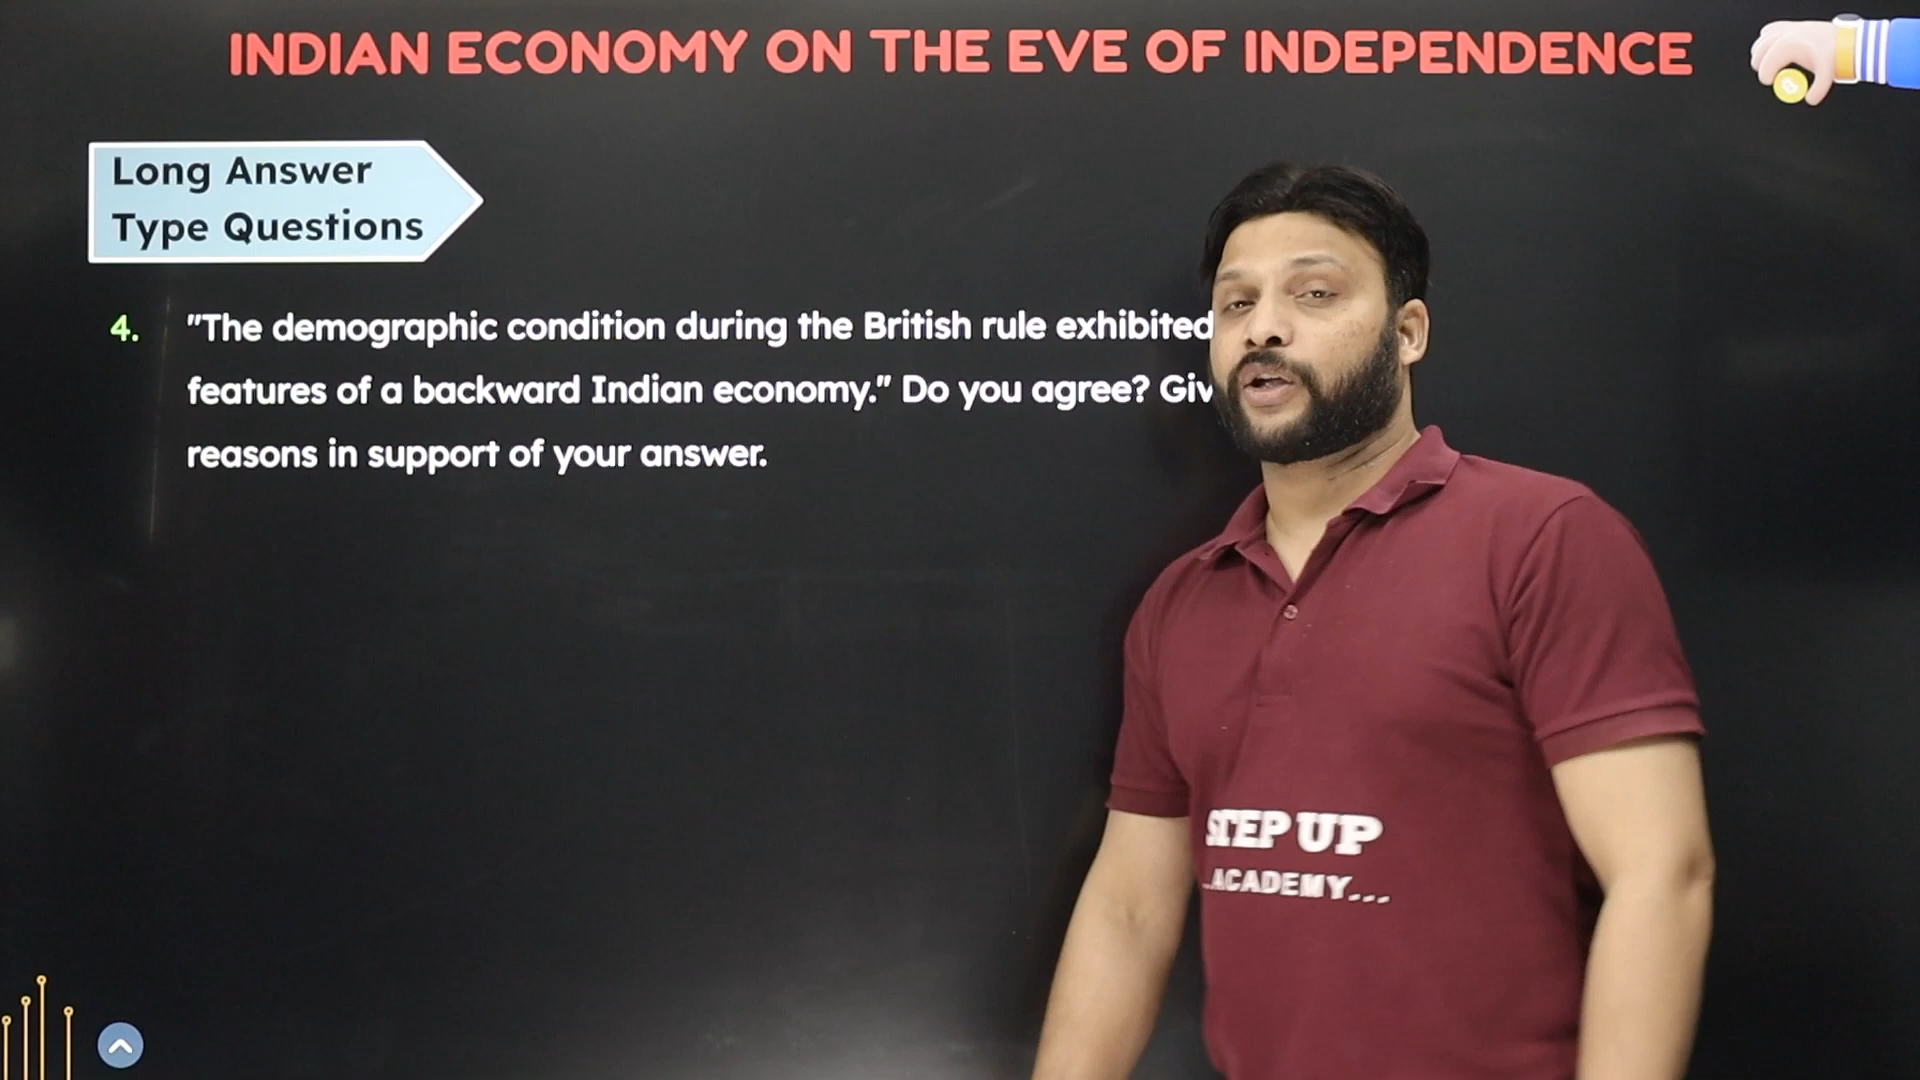 INDIAN ECONOMY ON THE EVE OF INDEPENDENCE
Long Answer
Type Questions
4. "The demographic condition during the British rule exhibited
features of a backward Indian economy." Do you agree? Giv
reasons in support of your answer.
STEP UP
...ACADEMY...